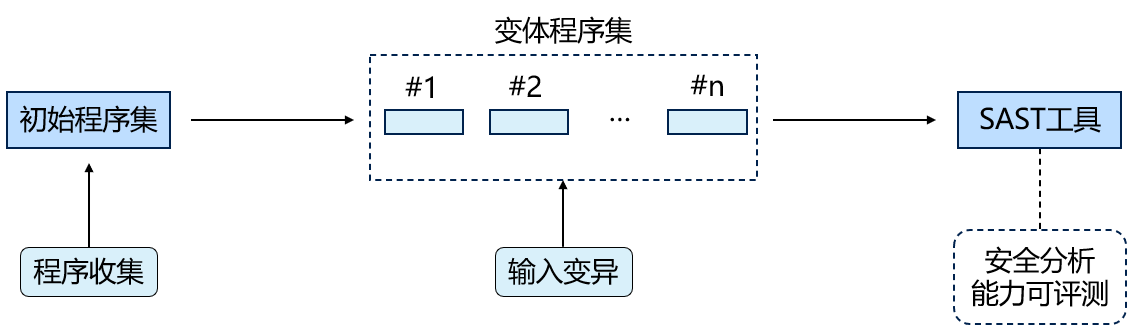 变体程序集
#1
#2
...
#n
初始程序集
SAST工具
程序收集
输入变异
安全分析
能力可评测